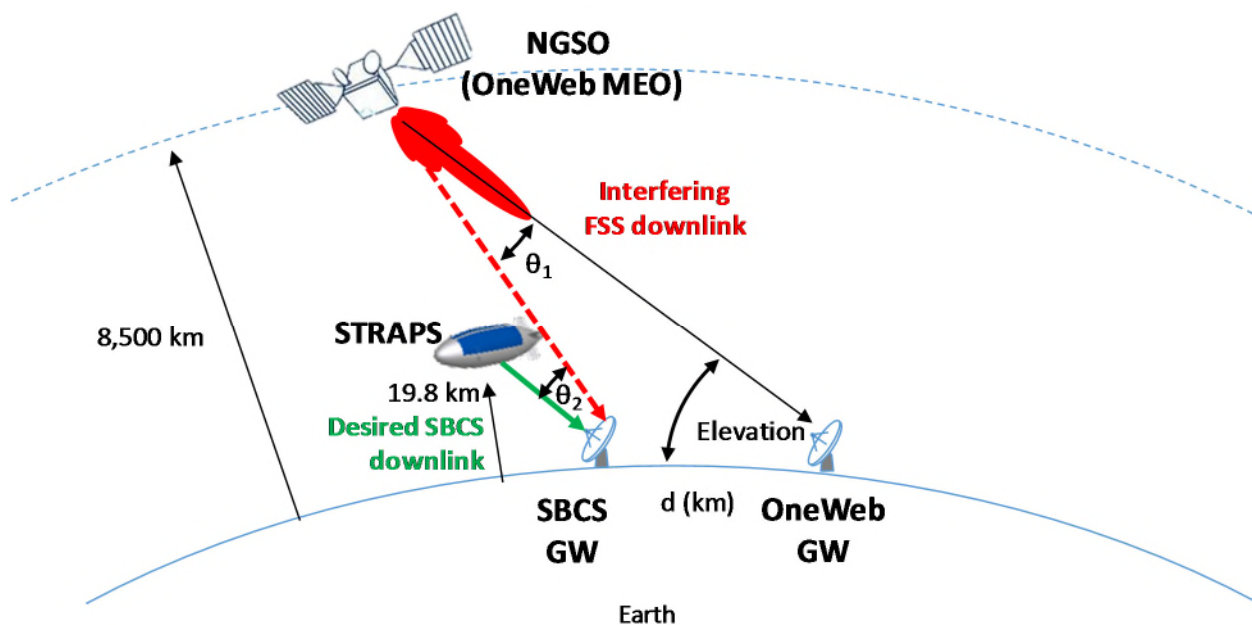 NGSO
(OneWeb MEO)
Interfering
FSS downlink
θ1
8,500 km
STRAPS
19.8 km
θ2
Desired SBCS
downlink
Elevation
SBCS
GW
d (km)
OneWeb
GW
Earth